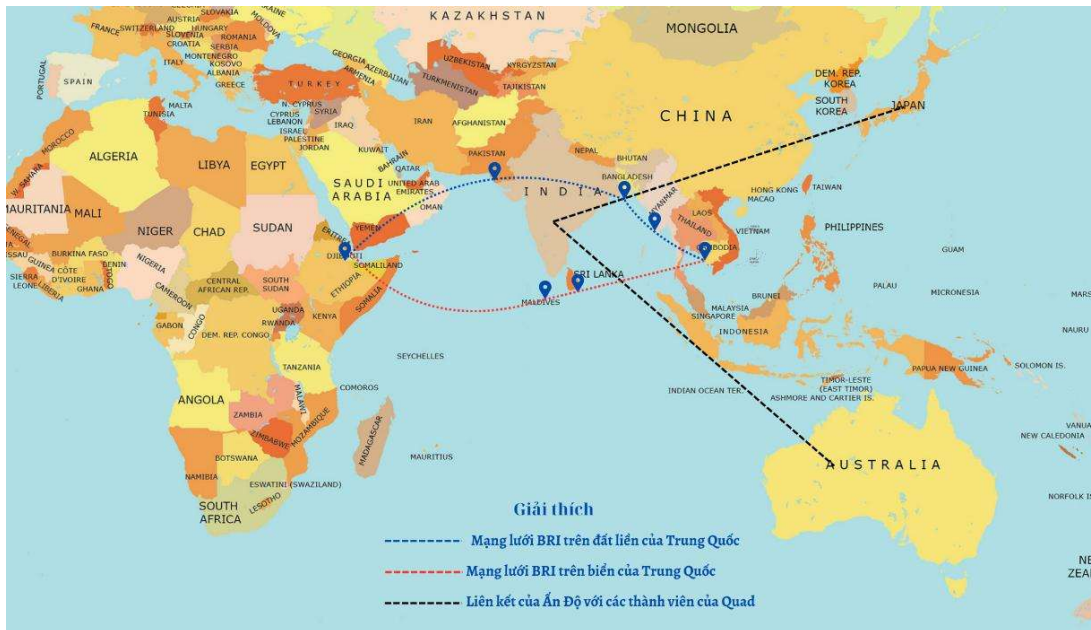 KAZAKHSTAN
MONGOLIA
SLOVAKIA
AUSTRIA
FRANCE
SWITZERLAND
HUNGARY
MOLDOVA
SLOVENIA
ROMANIA
CROATIA
SERBIA
MONTENEGRO
ITALY
KOSOVO
ALBANIA
GREECE
PORTUGAL
SPAIN
GEORGIA
ARMENIA
AZERBAIJAN
UZBEKISTAN
KYRGYZSTAN
TURKMENISTAN
TAJIKISTAN
TURKEY
DEM. REP.
KOREA
SOUTH
KOREA
JAPAN
CHINA
MALTA
TUNISIA
N. CYPRUS
CYPRUS
SYRIA
LEBANON
ISRAEL
PALESTINE
JORDAN
IRAQ
IRAN
AFGHANISTAN
MOROCCO
ALGERIA
LIBYA
EGYPT
KUWAIT
BAHRAIN
QATAR
UNITED ARAB
EMIRATES
PAKISTAN
NEPAL
BHUTAN
BANGLADESH
INDIA
W. SAHARA
SAUDI
ARABIA
OMAN
MYANMAR
LAOS
THAILAND
VIETNAM
HONG KONG
MACAO
TAIWAN
MAURITANIA
MALI
NIGER
CHAD
SUDAN
ERITREA
YEMEN
DJIBOUTI
SOMALILAND
PHILIPPINES
GUAM
BURKINA FASO
GUINEA
CÔTE
D'IVOIRE
BENIN
TOGO
GHANA
SIERRA
LEONE
LIBERIA
NIGERIA
CAMEROON
CENTRAL
AFRICAN REP.
SOUTH
SUDAN
ETHIOPIA
SOMALIA
SRI LANKA
MALDIVES
BRUNEI
MALAYSIA
SINGAPORE
INDONESIA
PALAU
MICRONESIA
MARS
NAURU
GABON
CONGO
DEM. REP. CONGO
UGANDA
RWANDA
KENYA
TANZANIA
SEYCHELLES
COMOROS
INDIAN OCEAN TER.
TIMOR-LESTE
(EAST TIMOR)
ASHMORE AND CARTIER IS.
PAPUA NEW GUINEA
SOLOMON IS.
ANGOLA
ZAMBIA
MALAWI
MOZAMBIQUE
ZIMBABWE
MADAGASCAR
MAURITIUS
NAMIBIA
BOTSWANA
ESWATINI (SWAZILAND)
LESOTHO
SOUTH
AFRICA
AUSTRALIA
VANUA
NEW CALEDONIA
NORFOLK IS
NE
ZEA
Giải thích
Mạng lưới BRI trên đất liền của Trung Quốc
Mạng lưới BRI trên biển của Trung Quốc
Liên kết của Ấn Độ với các thành viên của Quad